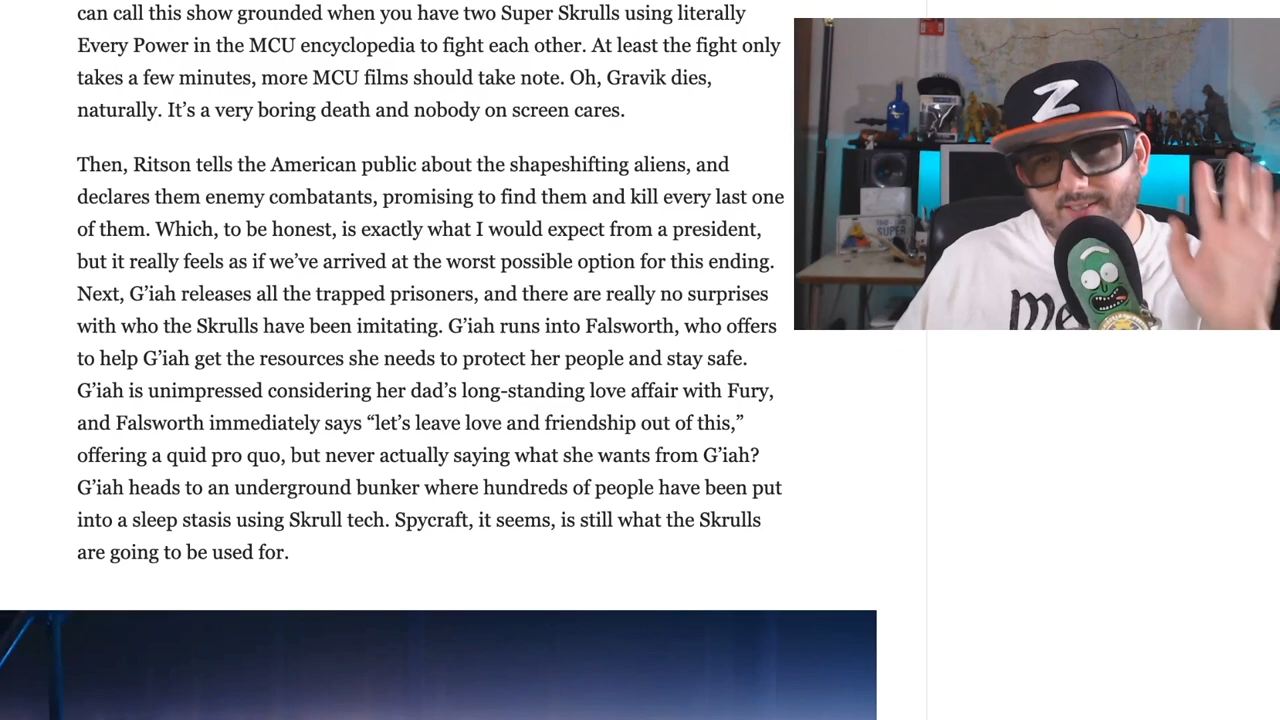 can call this show grounded when you have two Super Skrulls using literally
Every Power in the MCU encyclopedia to fight each other. At least the fight only
takes a few minutes, more MCU films should take note. Oh, Gravik dies,
naturally. It’s a very boring death and nobody on screen cares.
Then, Ritson tells the American public about the shapeshifting aliens, and
declares them enemy combatants, promising to find them and kill every last one
of them. Which, to be honest, is exactly what I would expect from a president,
but it really feels as if we’ve arrived at the worst possible option for this ending.
Next, G’iah releases all the trapped prisoners, and there are really no surprises
with who the Skrulls have been imitating. G’iah runs into Falsworth, who offers
to help G’iah get the resources she needs to protect her people and stay safe.
G’iah is unimpressed considering her dad’s long-standing love affair with Fury,
and Falsworth immediately says “let’s leave love and friendship out of this,”
offering a quid pro quo, but never actually saying what she wants from G’iah?
G’iah heads to an underground bunker where hundreds of people have been put
into a sleep stasis using Skrull tech. Spycraft, it seems, is still what the Skrulls
are going to be used for.
Z
SUPER
me